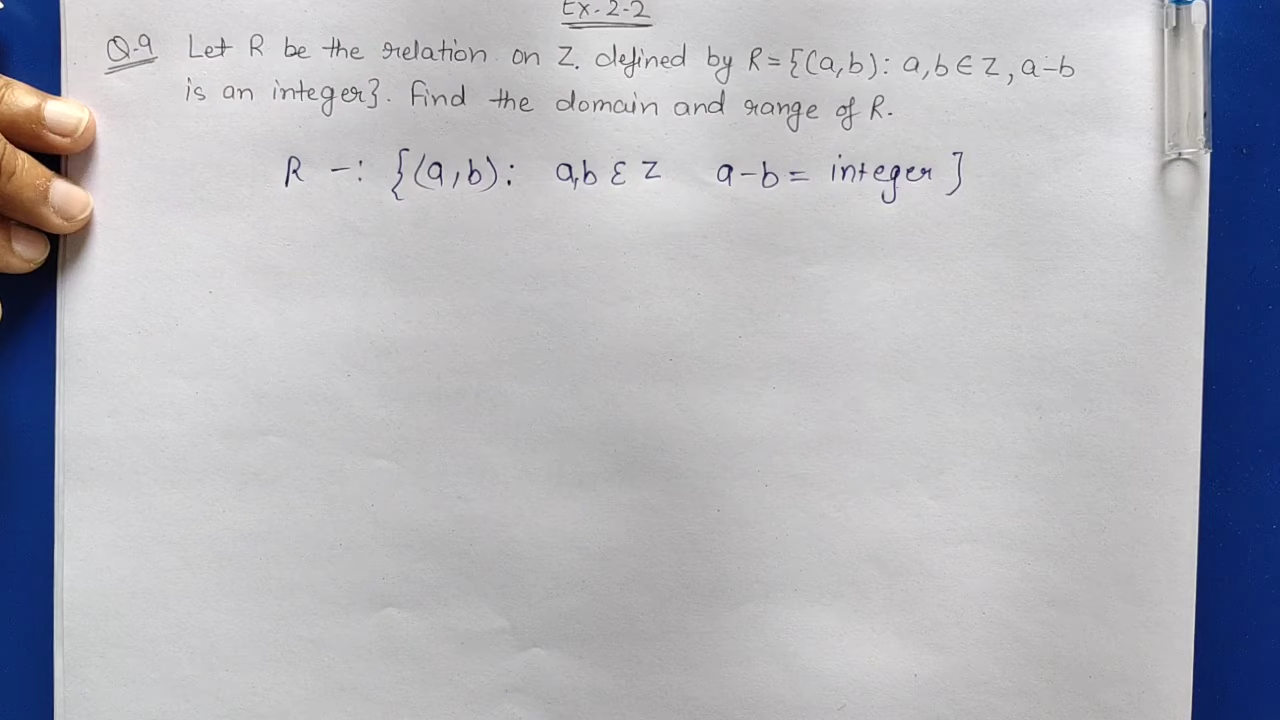 Ex-2-2
Q-9 Let R be the relation on Z. defined by R={(a,b): a,b∈Z, a-b
is an integer}. Find the domain and range of R.
R -: {(a,b): a,b ε Z a-b = integer}